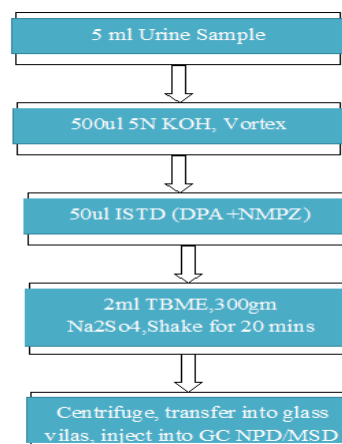 5 ml Urine Sample
500ul 5N KOH, Vortex
50ul ISTD (DPA+NMPZ)
2ml TBME,300gm
Na2So4,Shake for 20 mins
Centrifuge, transfer into glass
vilas, inject into GC NPD/MSD